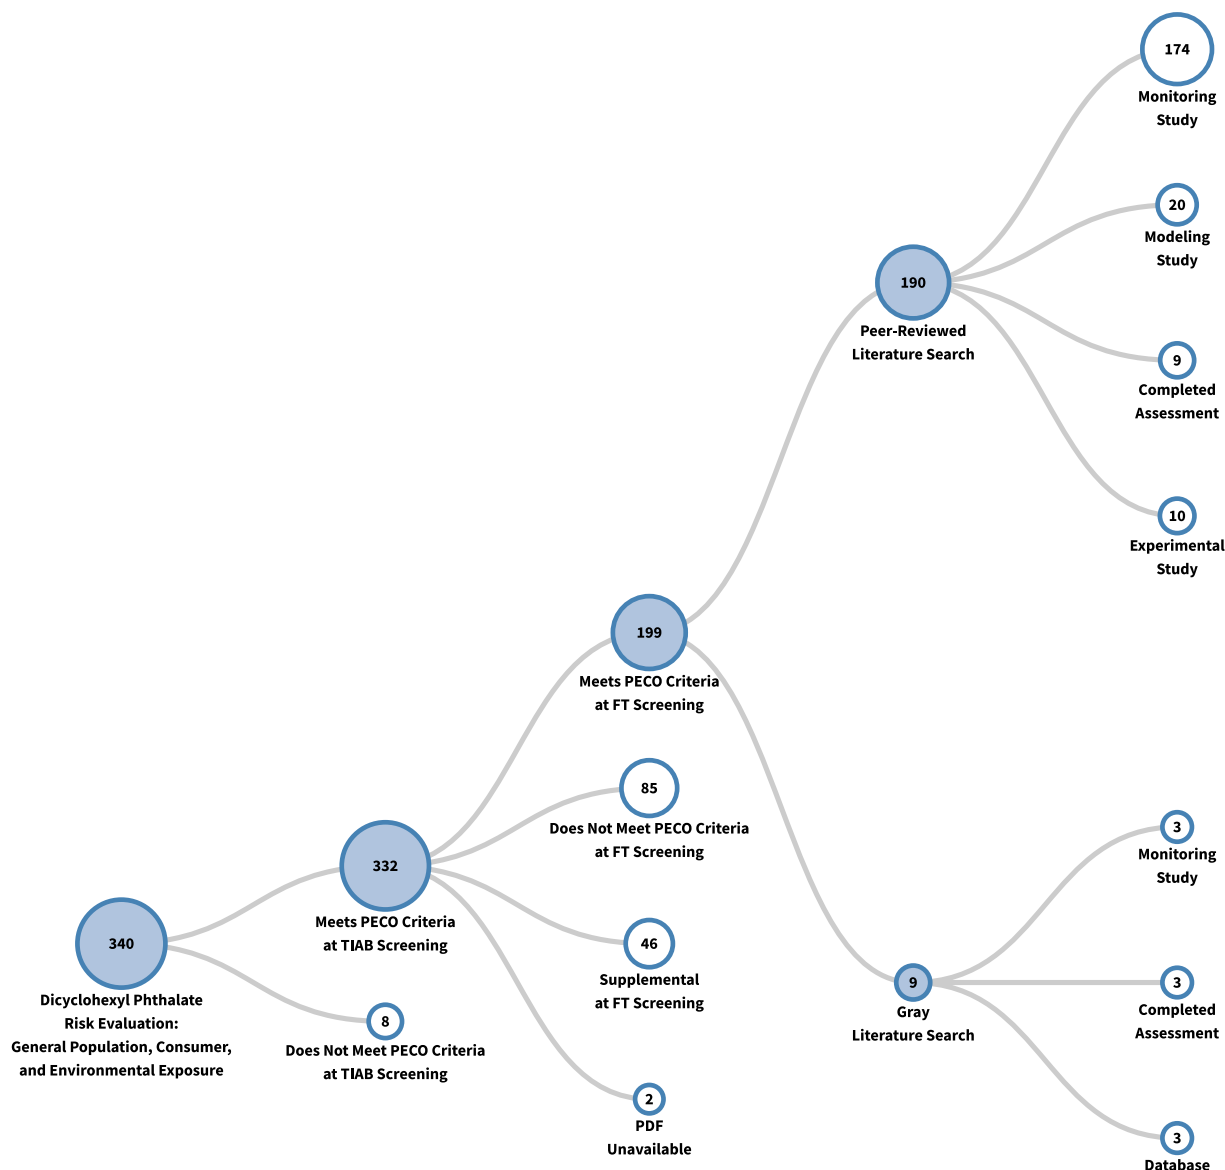 174
Monitoring
Study
20
Modeling
Study
190
Peer-Reviewed
Literature Search
9
Completed
Assessment
10
Experimental
Study
199
Meets PECO Criteria
at FT Screening
85
Does Not Meet PECO Criteria
at FT Screening
332
Meets PECO Criteria
at TIAB Screening
46
Supplemental
at FT Screening
340
Dicyclohexyl Phthalate
Risk Evaluation:
General Population, Consumer,
and Environmental Exposure
8
Does Not Meet PECO Criteria
at TIAB Screening
2
PDF
Unavailable
3
Monitoring
Study
9
Gray
Literature Search
3
Completed
Assessment
3
Database